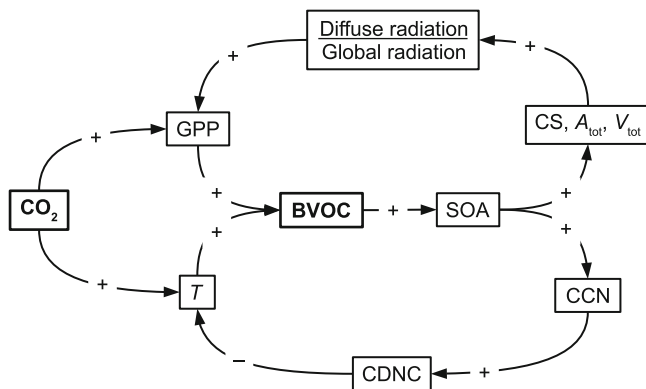 Diffuse radiation
Global radiation
+
+
GPP
CS, Atot, Vtot
+
+
+
CO2
BVOC
+
SOA
+
+
+
T
CCN
−
CDNC
+